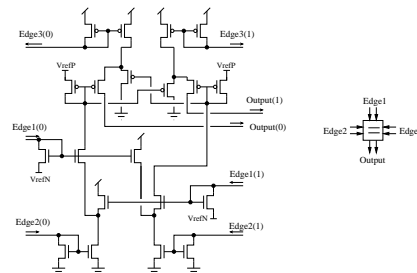 Edge3(0)
Edge3(1)
VrefP
VrefP
Output(1)
Output(0)
Edge1(0)
VrefN
Edge1(1)
VrefN
Edge2(0)
Edge2(1)
Edge1
Edge2
Edge
Output